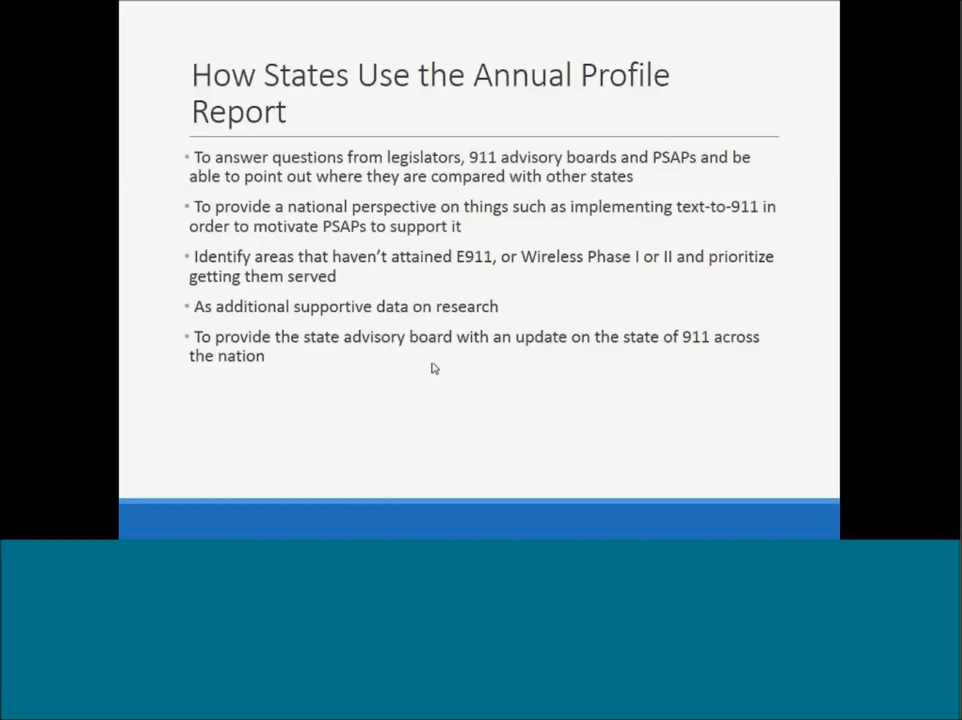 How States Use the Annual Profile
Report
• To answer questions from legislators, 911 advisory boards and PSAPs and be
able to point out where they are compared with other states
• To provide a national perspective on things such as implementing text-to-911 in
order to motivate PSAPs to support it
• Identify areas that haven’t attained E911, or Wireless Phase I or II and prioritize
getting them served
• As additional supportive data on research
• To provide the state advisory board with an update on the state of 911 across
the nation